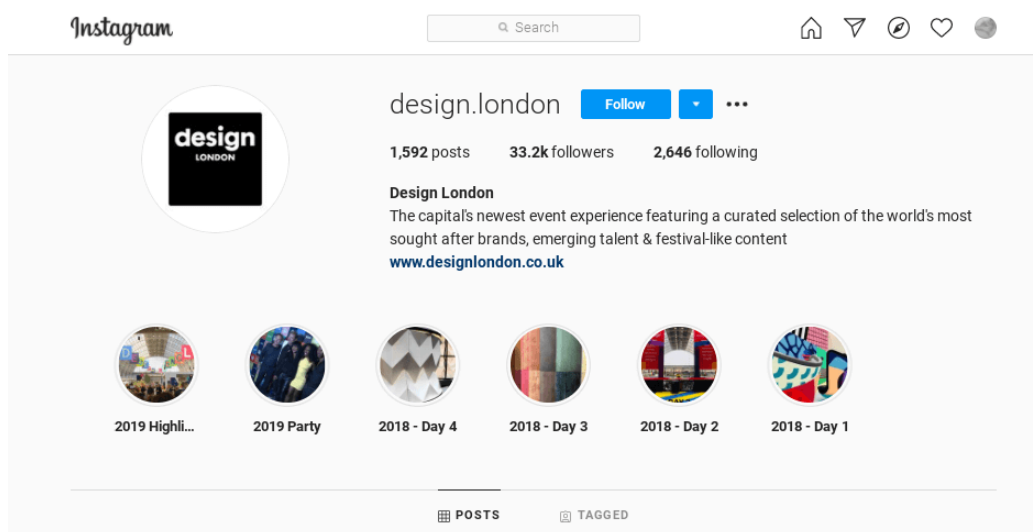 Instagram
Search
design
LONDON
design.london
Follow
1,592 posts 33.2k followers 2,646 following
Design London
The capital's newest event experience featuring a curated selection of the world's most
sought after brands, emerging talent & festival-like content
www.designlondon.co.uk
D L
2019 Highli... 2019 Party 2018 - Day 4 2018 - Day 3 2018 - Day 2 2018 - Day 1
POSTS TAGGED